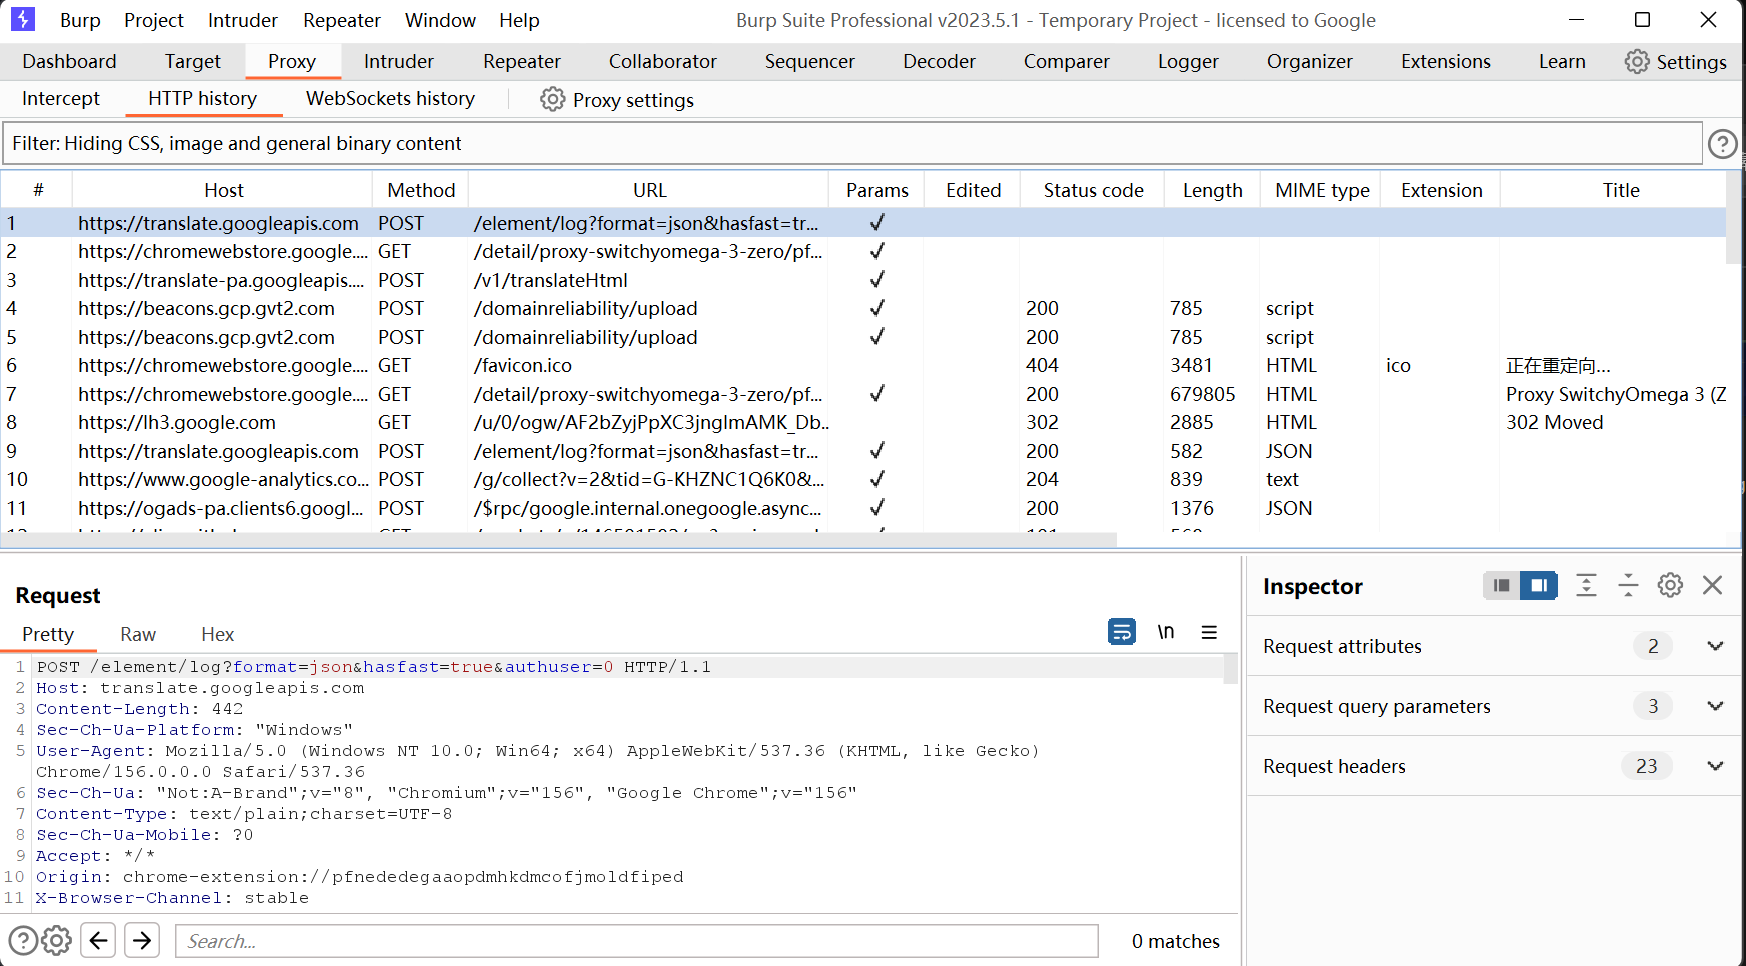 Burp Project Intruder Repeater Window Help Burp Suite Professional v2023.5.1 - Temporary Project - licensed to Google
Dashboard Target Proxy Intruder Repeater Collaborator Sequencer Decoder Comparer Logger Organizer Extensions Learn Settings
Intercept HTTP history WebSockets history Proxy settings
Filter: Hiding CSS, image and general binary content ?
# Host Method URL Params Edited Status code Length MIME type Extension Title
1 https://translate.googleapis.com POST /element/log?format=json&hasfast=tr... ✓
2 https://chromewebstore.google.... GET /detail/proxy-switchyomega-3-zero/pf... ✓
3 https://translate-pa.googleapis.... POST /v1/translateHtml ✓
4 https://beacons.gcp.gvt2.com POST /domainreliability/upload ✓ 200 785 script
5 https://beacons.gcp.gvt2.com POST /domainreliability/upload ✓ 200 785 script
6 https://chromewebstore.google.... GET /favicon.ico 404 3481 HTML ico 正在重定向...
7 https://chromewebstore.google.... GET /detail/proxy-switchyomega-3-zero/pf... ✓ 200 679805 HTML Proxy SwitchyOmega 3 (Z
8 https://lh3.google.com GET /u/0/ogw/AF2bZyjPpXC3jnglmAMK_Db.. 302 2885 HTML 302 Moved
9 https://translate.googleapis.com POST /element/log?format=json&hasfast=tr... ✓ 200 582 JSON
10 https://www.google-analytics.co... POST /g/collect?v=2&tid=G-KHZNC1Q6K0&... ✓ 204 839 text
11 https://ogads-pa.clients6.googl... POST /$rpc/google.internal.onegoogle.async... ✓ 200 1376 JSON
Request
Pretty Raw Hex \n
1 POST /element/log?format=json&hasfast=true&authuser=0 HTTP/1.1
2 Host: translate.googleapis.com
3 Content-Length: 442
4 Sec-Ch-Ua-Platform: "Windows"
5 User-Agent: Mozilla/5.0 (Windows NT 10.0; Win64; x64) AppleWebKit/537.36 (KHTML, like Gecko)
Chrome/156.0.0.0 Safari/537.36
6 Sec-Ch-Ua: "Not:A-Brand";v="8", "Chromium";v="156", "Google Chrome";v="156"
7 Content-Type: text/plain;charset=UTF-8
8 Sec-Ch-Ua-Mobile: ?0
9 Accept: */*
10 Origin: chrome-extension://pfnededegaaopdmhkdmcofjmoldfiped
11 X-Browser-Channel: stable
? Search... 0 matches
Inspector
Request attributes 2
Request query parameters 3
Request headers 23